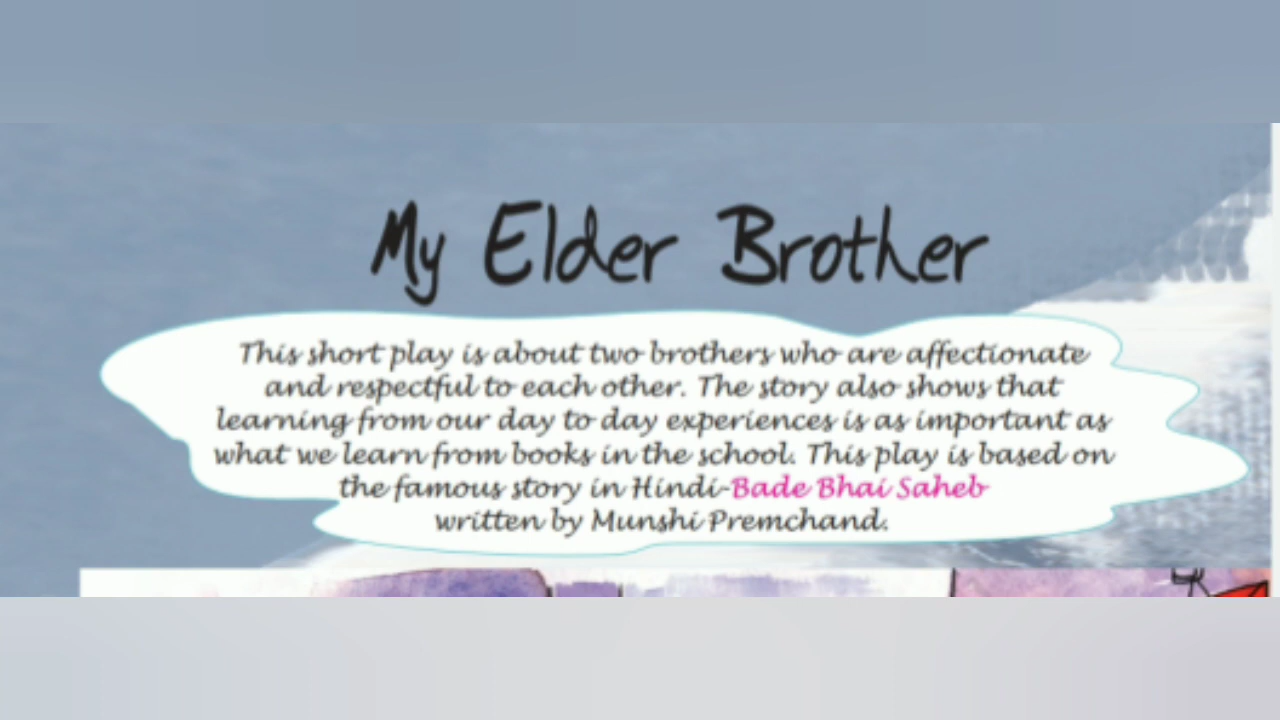 My Elder Brother
This short play is about two brothers who are affectionate
and respectful to each other. The story also shows that
learning from our day to day experiences is as important as
what we learn from books in the school. This play is based on
the famous story in Hindi-Bade Bhai Saheb
written by Munshi Premchand.